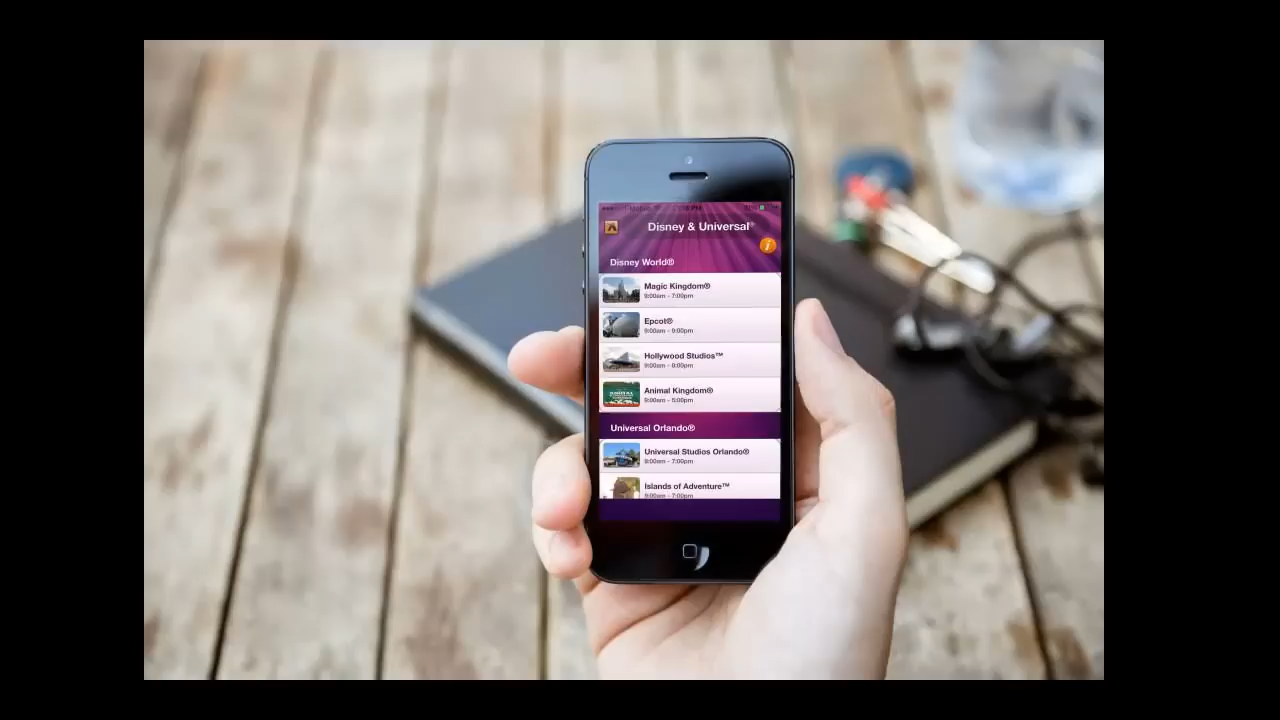 Disney & Universal®
Disney World®
Magic Kingdom®
9:00am - 7:00pm
Epcot®
9:00am - 9:00pm
Hollywood Studios™
9:00am - 8:00pm
Animal Kingdom®
9:00am - 5:00pm
Universal Orlando®
Universal Studios Orlando®
9:00am - 7:00pm
Islands of Adventure™
9:00am - 7:00pm